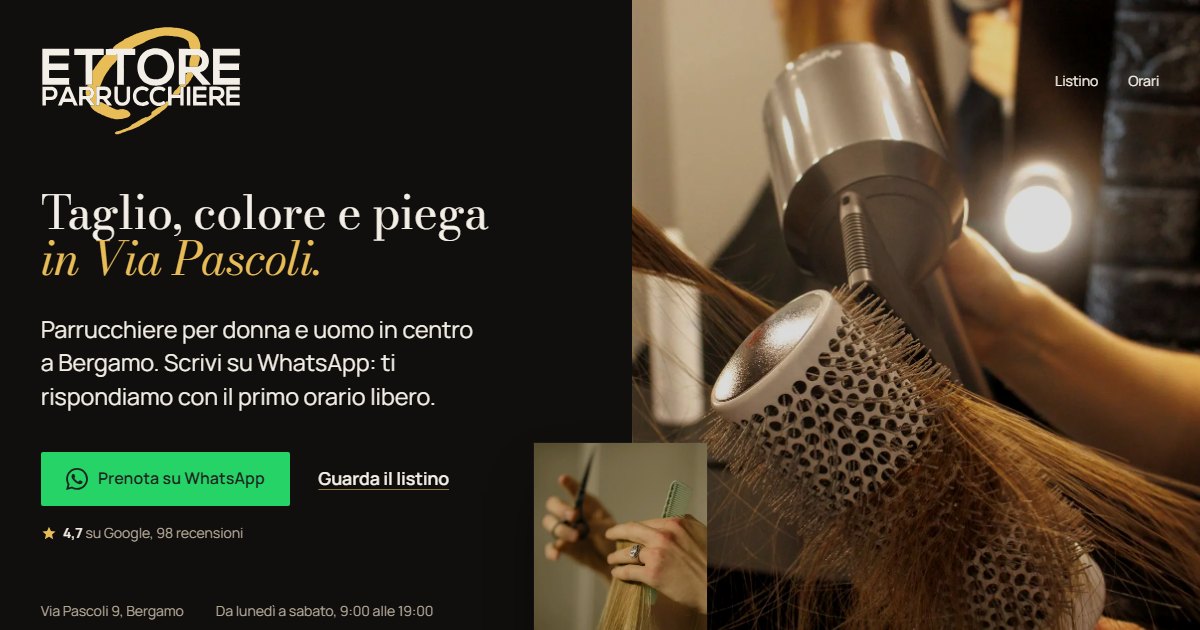 ETTORE
PARRUCCHIERE
Listino
Orari
Taglio, colore e piega
in Via Pascoli.
Parrucchiere per donna e uomo in centro
a Bergamo. Scrivi su WhatsApp: ti
rispondiamo con il primo orario libero.
Prenota su WhatsApp
Guarda il listino
4,7 su Google, 98 recensioni
Via Pascoli 9, Bergamo
Da lunedì a sabato, 9:00 alle 19:00